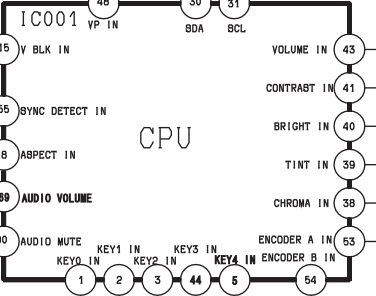 48 30 31
IC001 VP IN SDA SCL
V BLK IN VOLUME IN 43
CONTRAST IN 41
SYNC DETECT IN
CPU BRIGHT IN 40
ASPECT IN TINT IN 39
AUDIO VOLUME CHROMA IN 38
AUDIO MUTE ENCODER A IN 53
KEY1 IN KEY3 IN ENCODER B IN
KEY0 IN KEY2 IN KEY4 IN
1 2 3 44 5 54